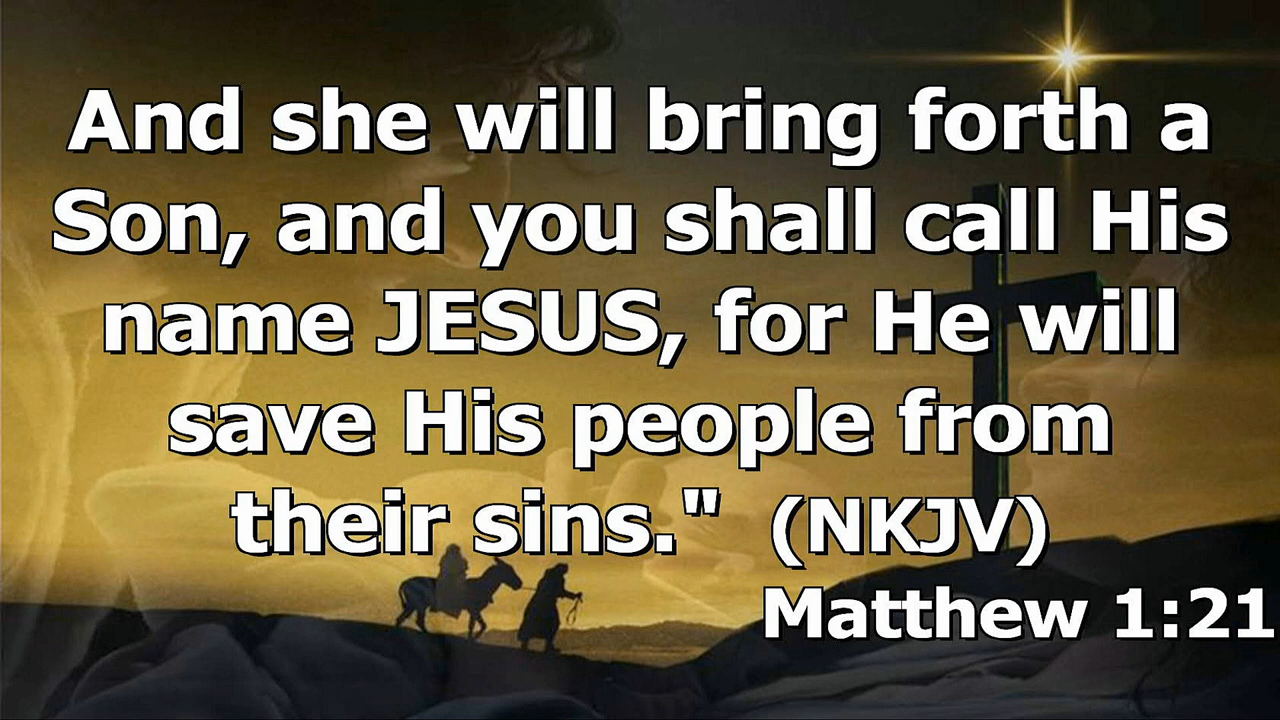 And she will bring forth a
Son, and you shall call His
name JESUS, for He will
save His people from
their sins." (NKJV)
Matthew 1:21